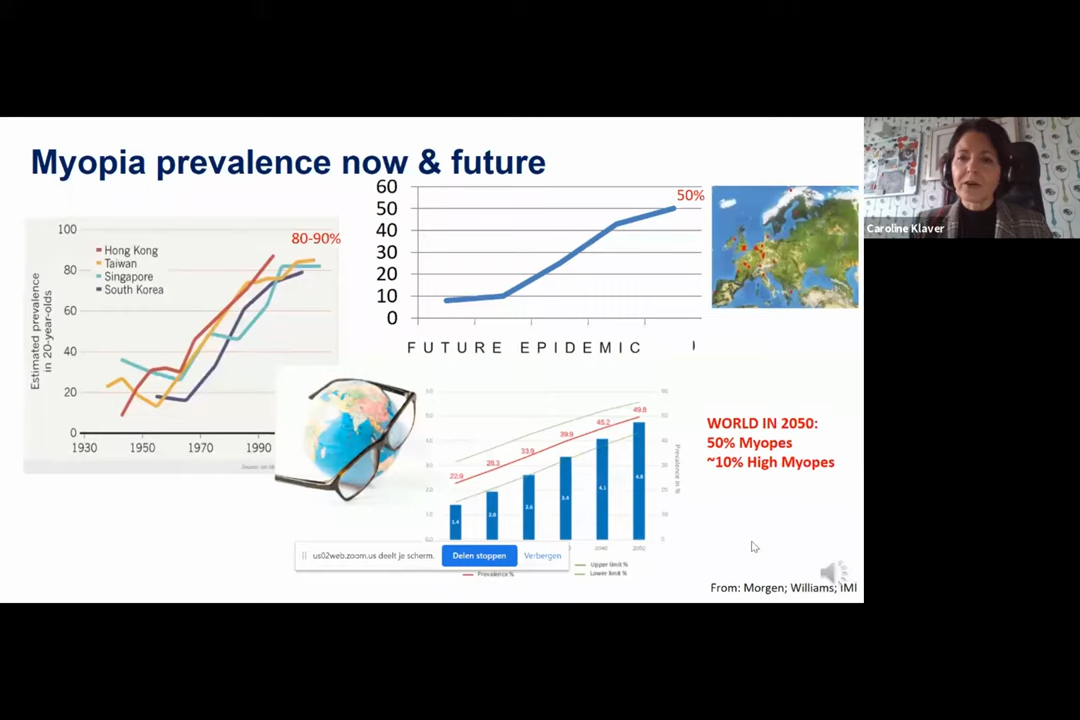 Myopia prevalence now & future
Caroline Klaver
100
80
60
40
20
0
1930
1950
1970
1990
Estimated prevalence
in 20-year-olds
Hong Kong
Taiwan
Singapore
South Korea
80-90%
60
50
40
30
20
10
0
50%
FUTURE EPIDEMIC !
22,9
28,3
33,9
39,9
45,2
49,8
1,4
2,0
2,6
3,4
4,1
4,8
Prevalence in %
2040
2050
Upper limit %
Prevalence %
Lower limit %
WORLD IN 2050:
50% Myopes
~10% High Myopes
us02web.zoom.us deelt je scherm.
Delen stoppen
Verbergen
From: Morgen; Williams; IMI